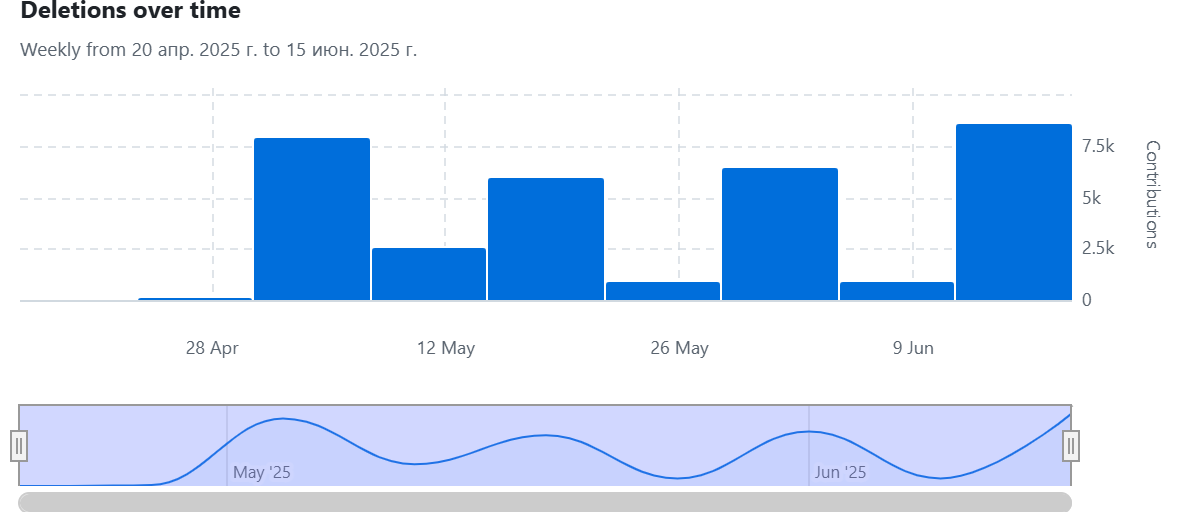 Deletions over time
Weekly from 20 апр. 2025 г. to 15 июн. 2025 г.
7.5k
5k
2.5k
0
Contributions
28 Apr
12 May
26 May
9 Jun
May '25
Jun '25